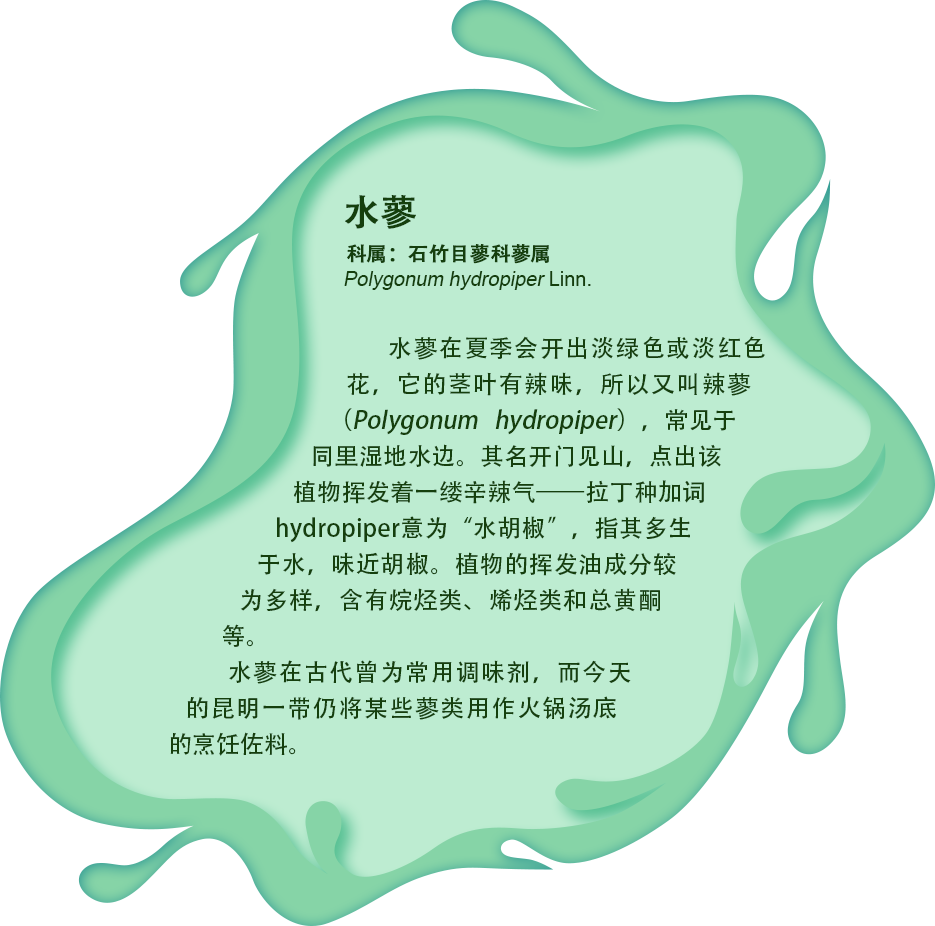 水蓼
科属：石竹目蓼科蓼属
Polygonum hydropiper Linn.
水蓼在夏季会开出淡绿色或淡红色
花，它的茎叶有辣味，所以又叫辣蓼
（Polygonum hydropiper），常见于
同里湿地水边。其名开门见山，点出该
植物挥发着一缕辛辣气——拉丁种加词
hydropiper意为“水胡椒”，指其多生
于水，味近胡椒。植物的挥发油成分较
为多样，含有烷烃类、烯烃类和总黄酮
等。
水蓼在古代曾为常用调味剂，而今天
的昆明一带仍将某些蓼类用作火锅汤底
的烹饪佐料。